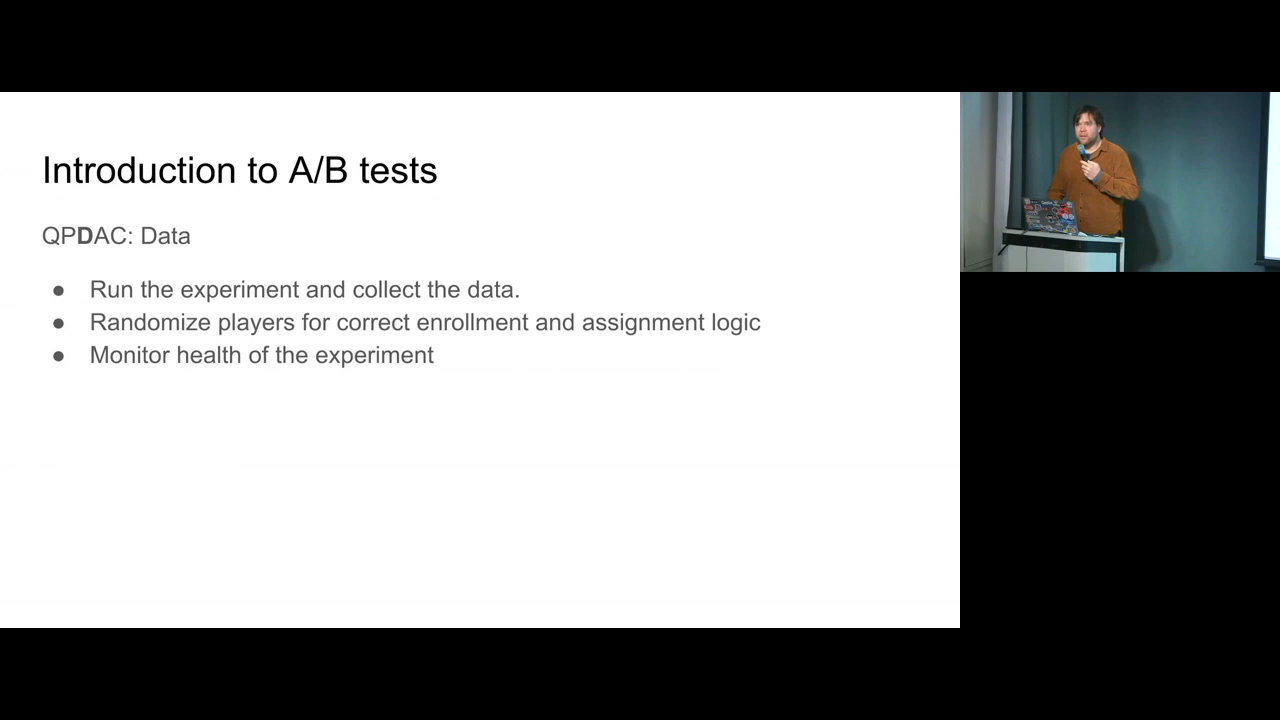 Introduction to A/B tests
QPDAC: Data
● Run the experiment and collect the data.
● Randomize players for correct enrollment and assignment logic
● Monitor health of the experiment